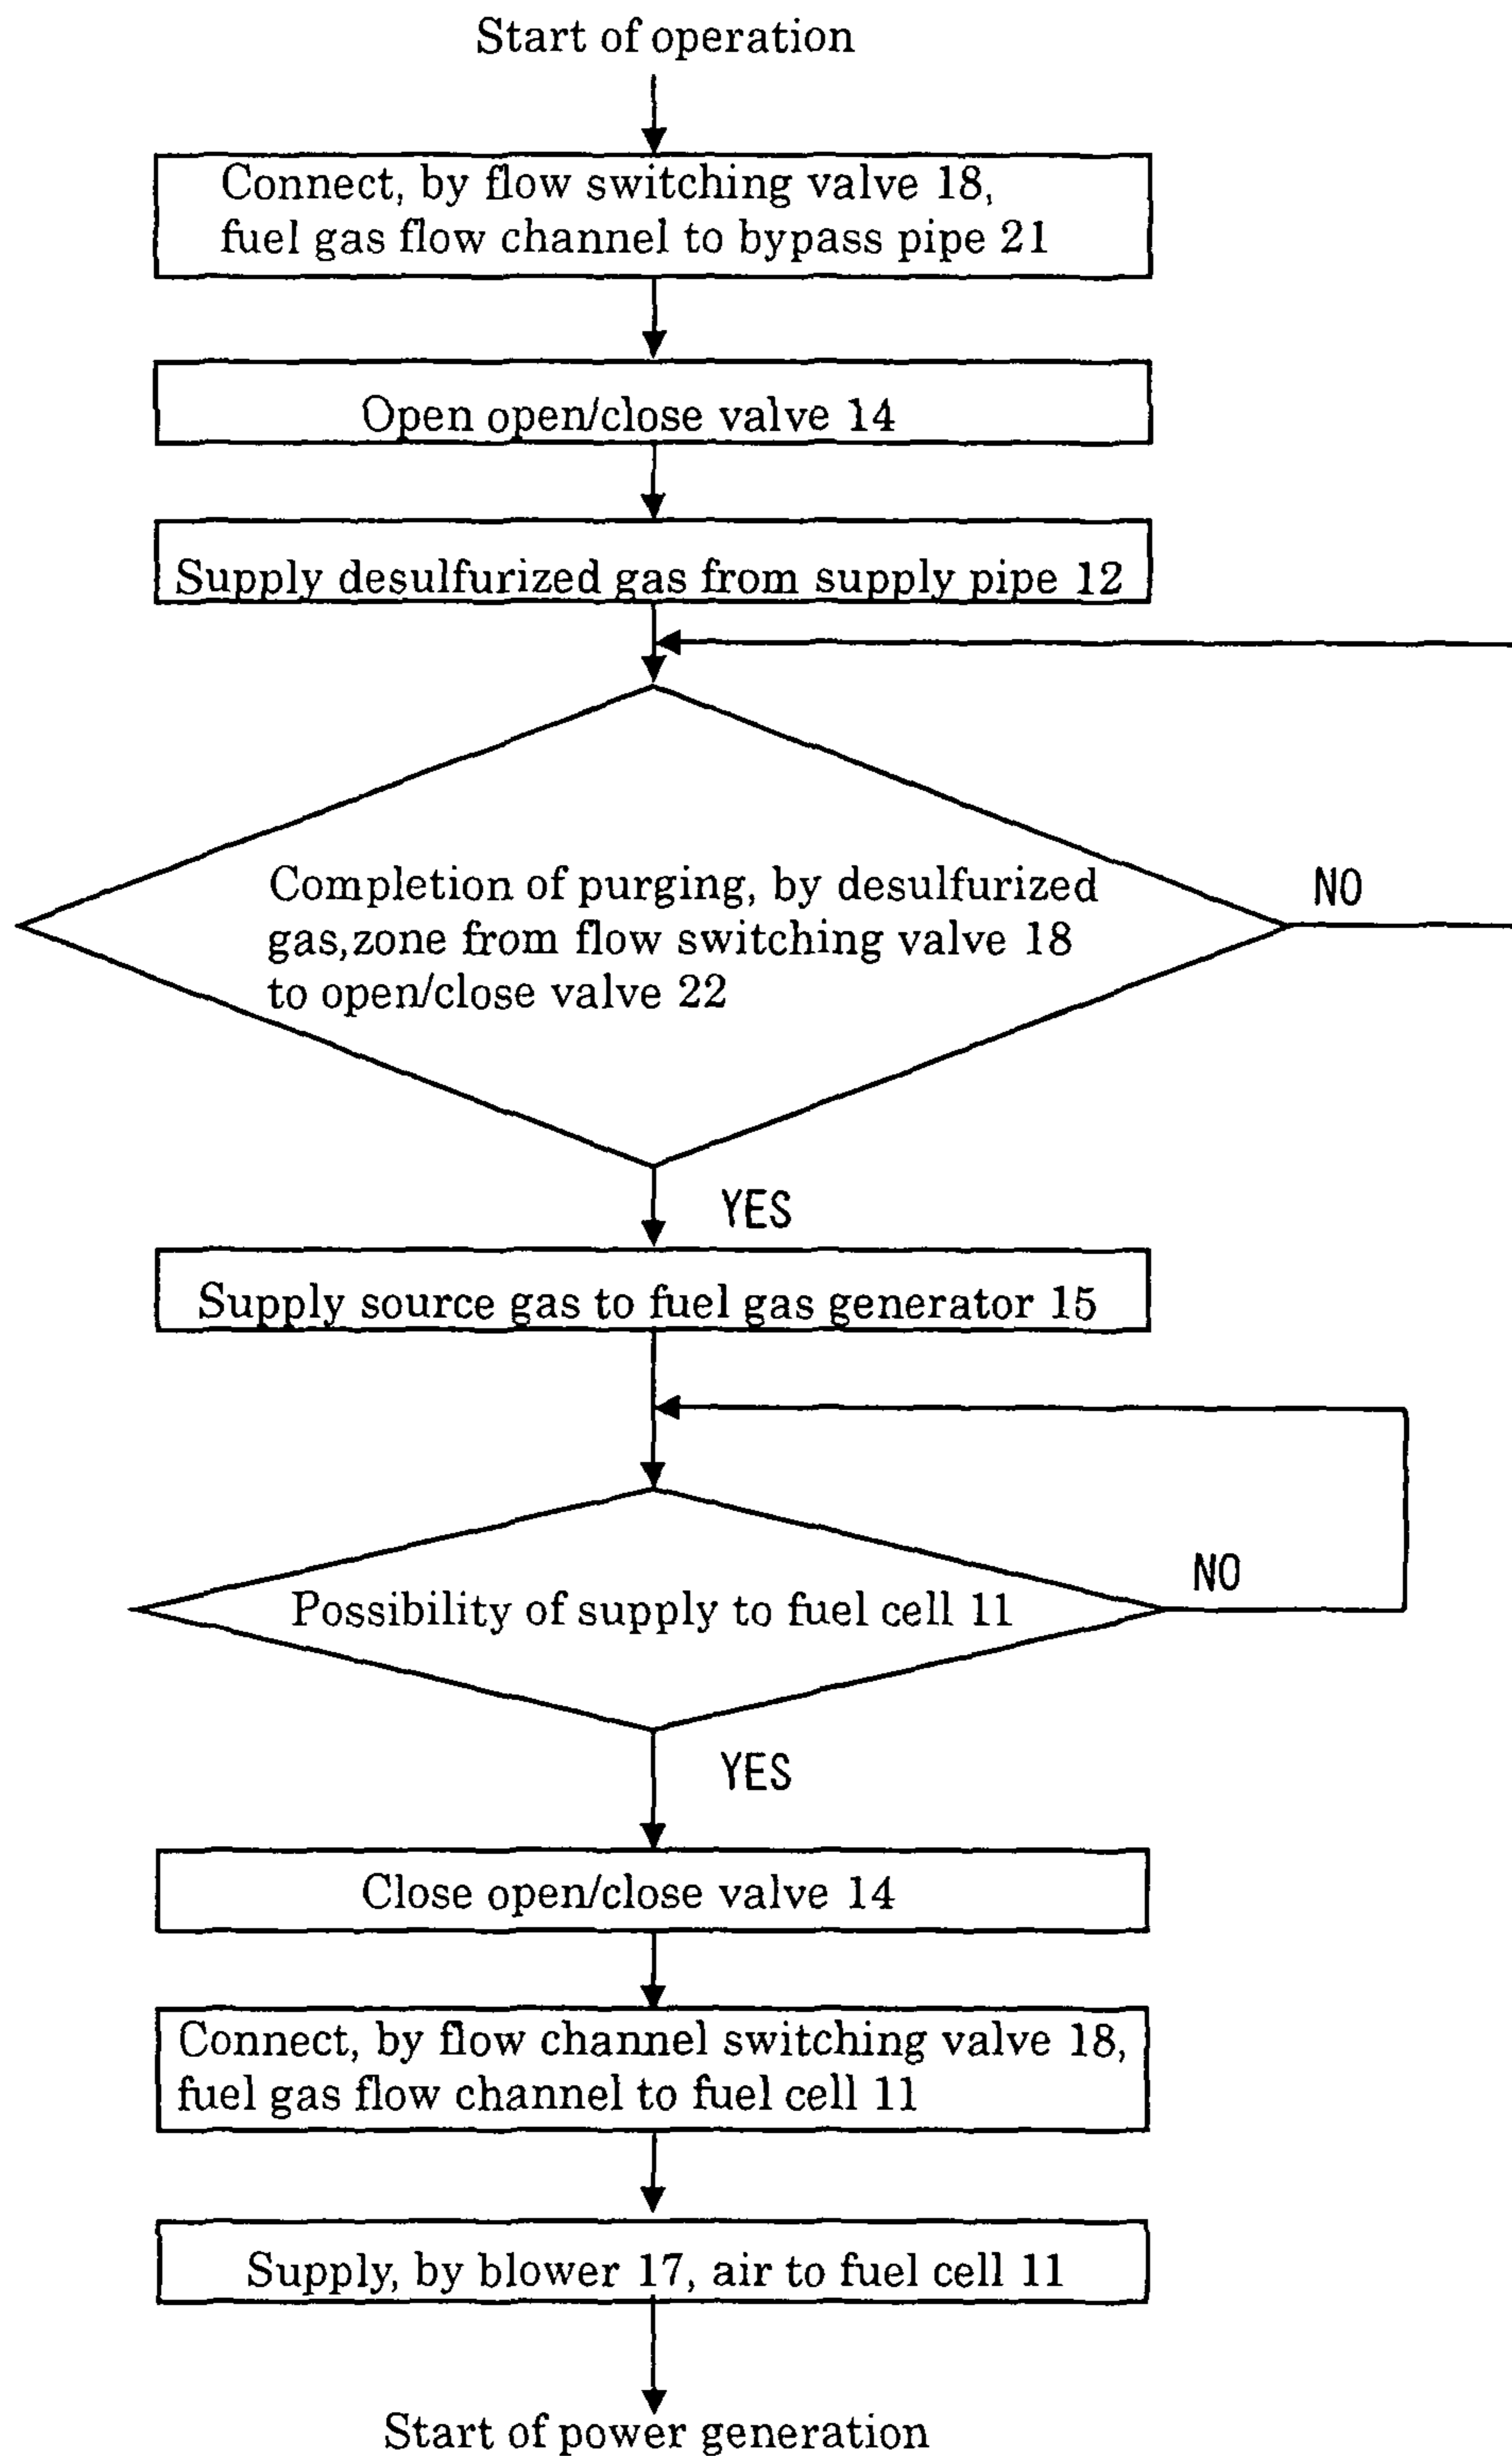 Start of operation
Connect, by flow switching valve 18,
fuel gas flow channel to bypass pipe 21
Open open/close valve 14
Supply desulfurized gas from supply pipe 12
Completion of purging, by desulfurized
gas,zone from flow switching valve 18
to open/close valve 22
NO
YES
Supply source gas to fuel gas generator 15
Possibility of supply to fuel cell 11
NO
YES
Close open/close valve 14
Connect, by flow channel switching valve 18,
fuel gas flow channel to fuel cell 11
Supply, by blower 17, air to fuel cell 11
Start of power generation